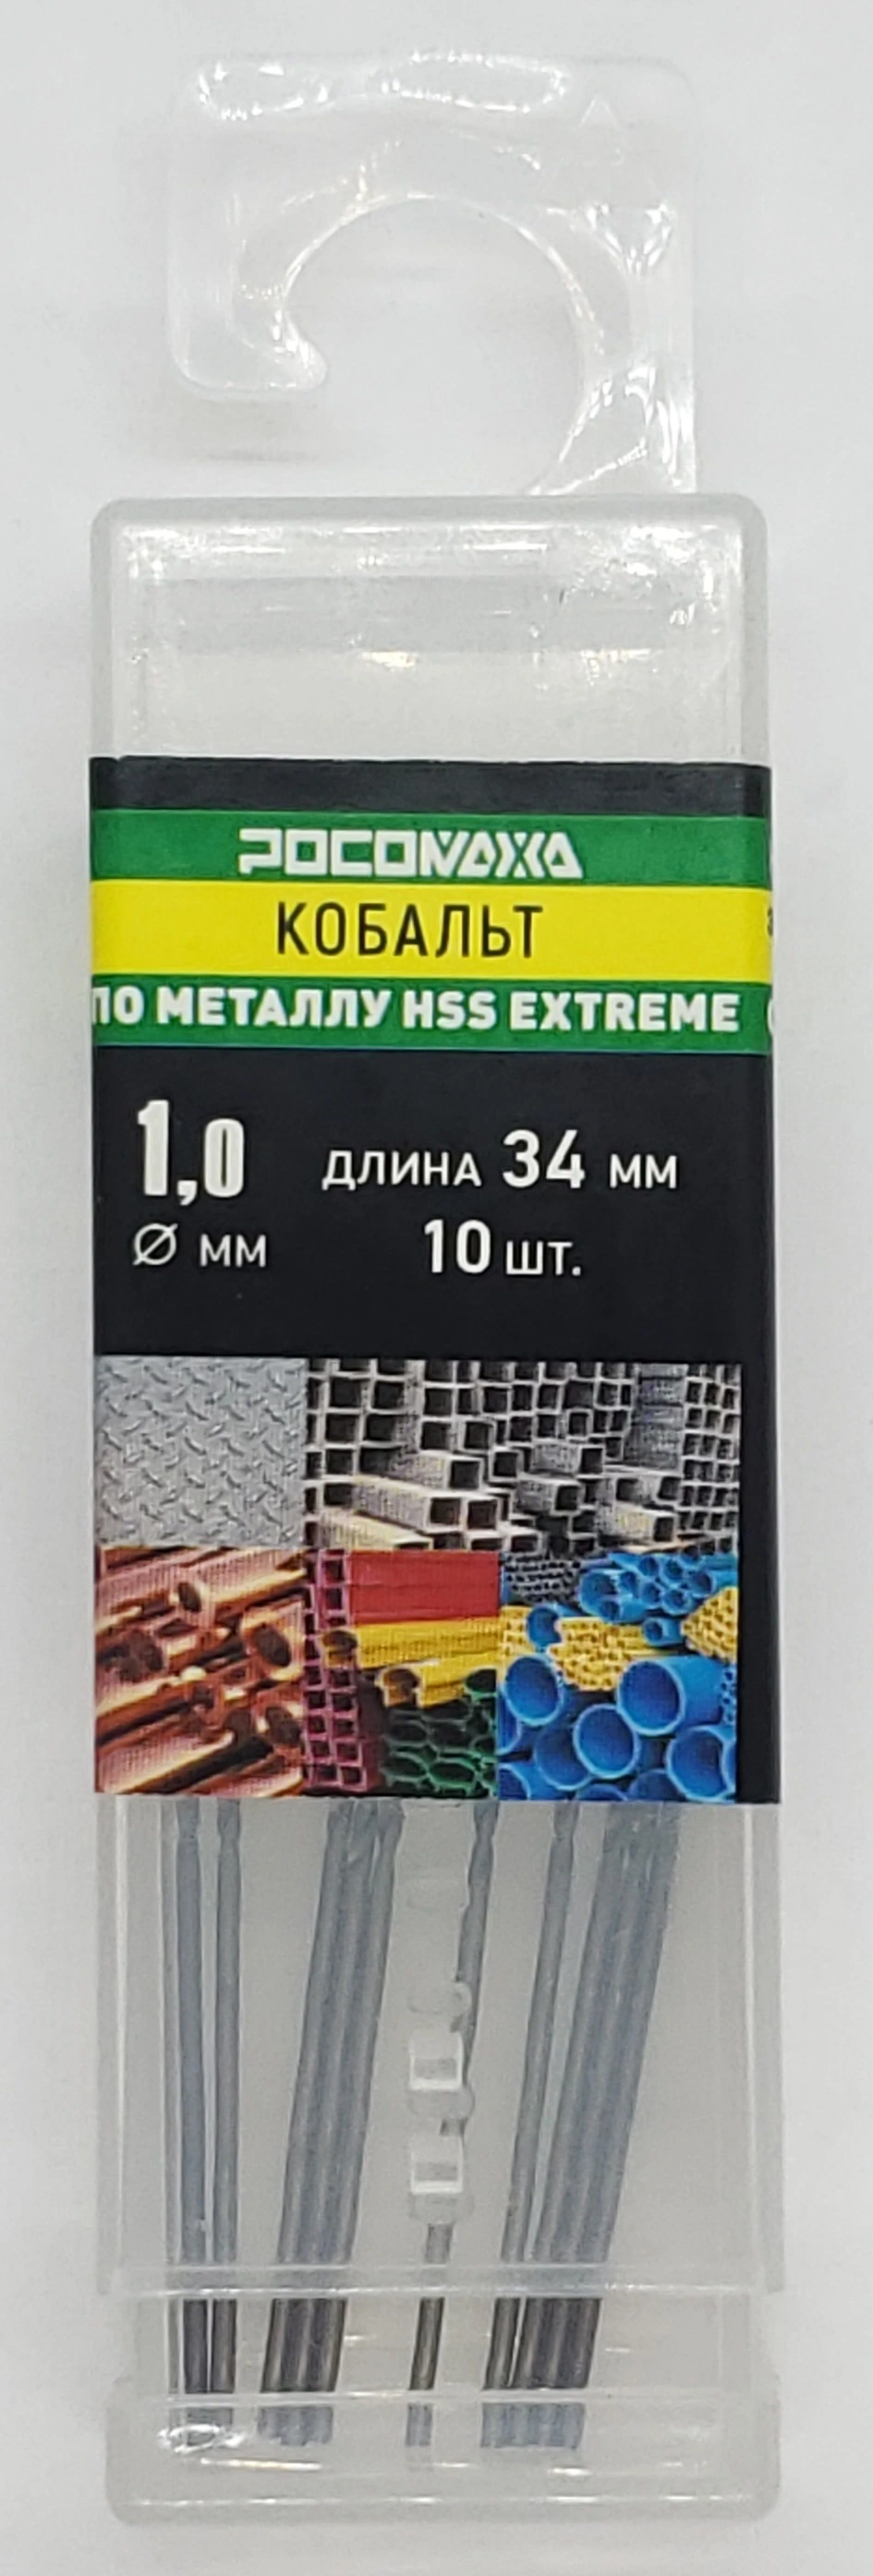 РОСОМАХА
КОБАЛЬТ
ПО МЕТАЛЛУ HSS EXTREME
1,0 ДЛИНА 34 ММ
Ø ММ 10 ШТ.